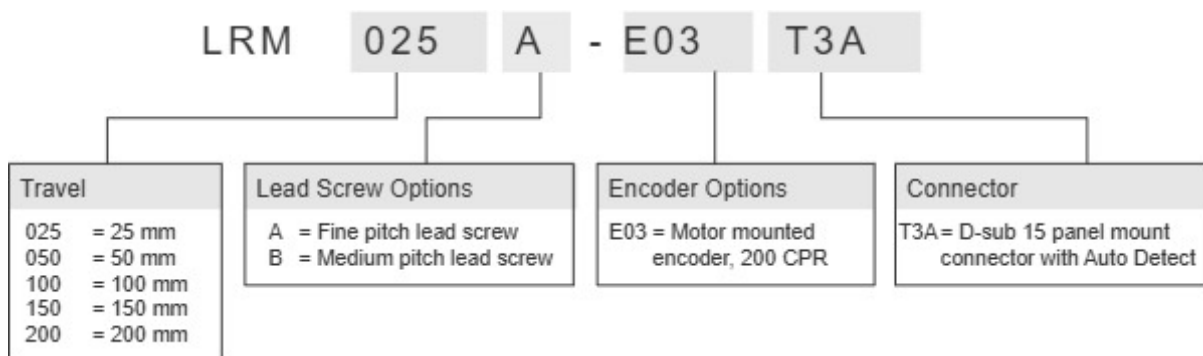 LRM 025 A - E03 T3A
Travel
025 = 25 mm
050 = 50 mm
100 = 100 mm
150 = 150 mm
200 = 200 mm
Lead Screw Options
A = Fine pitch lead screw
B = Medium pitch lead screw
Encoder Options
E03 = Motor mounted
encoder, 200 CPR
Connector
T3A = D-sub 15 panel mount
connector with Auto Detect